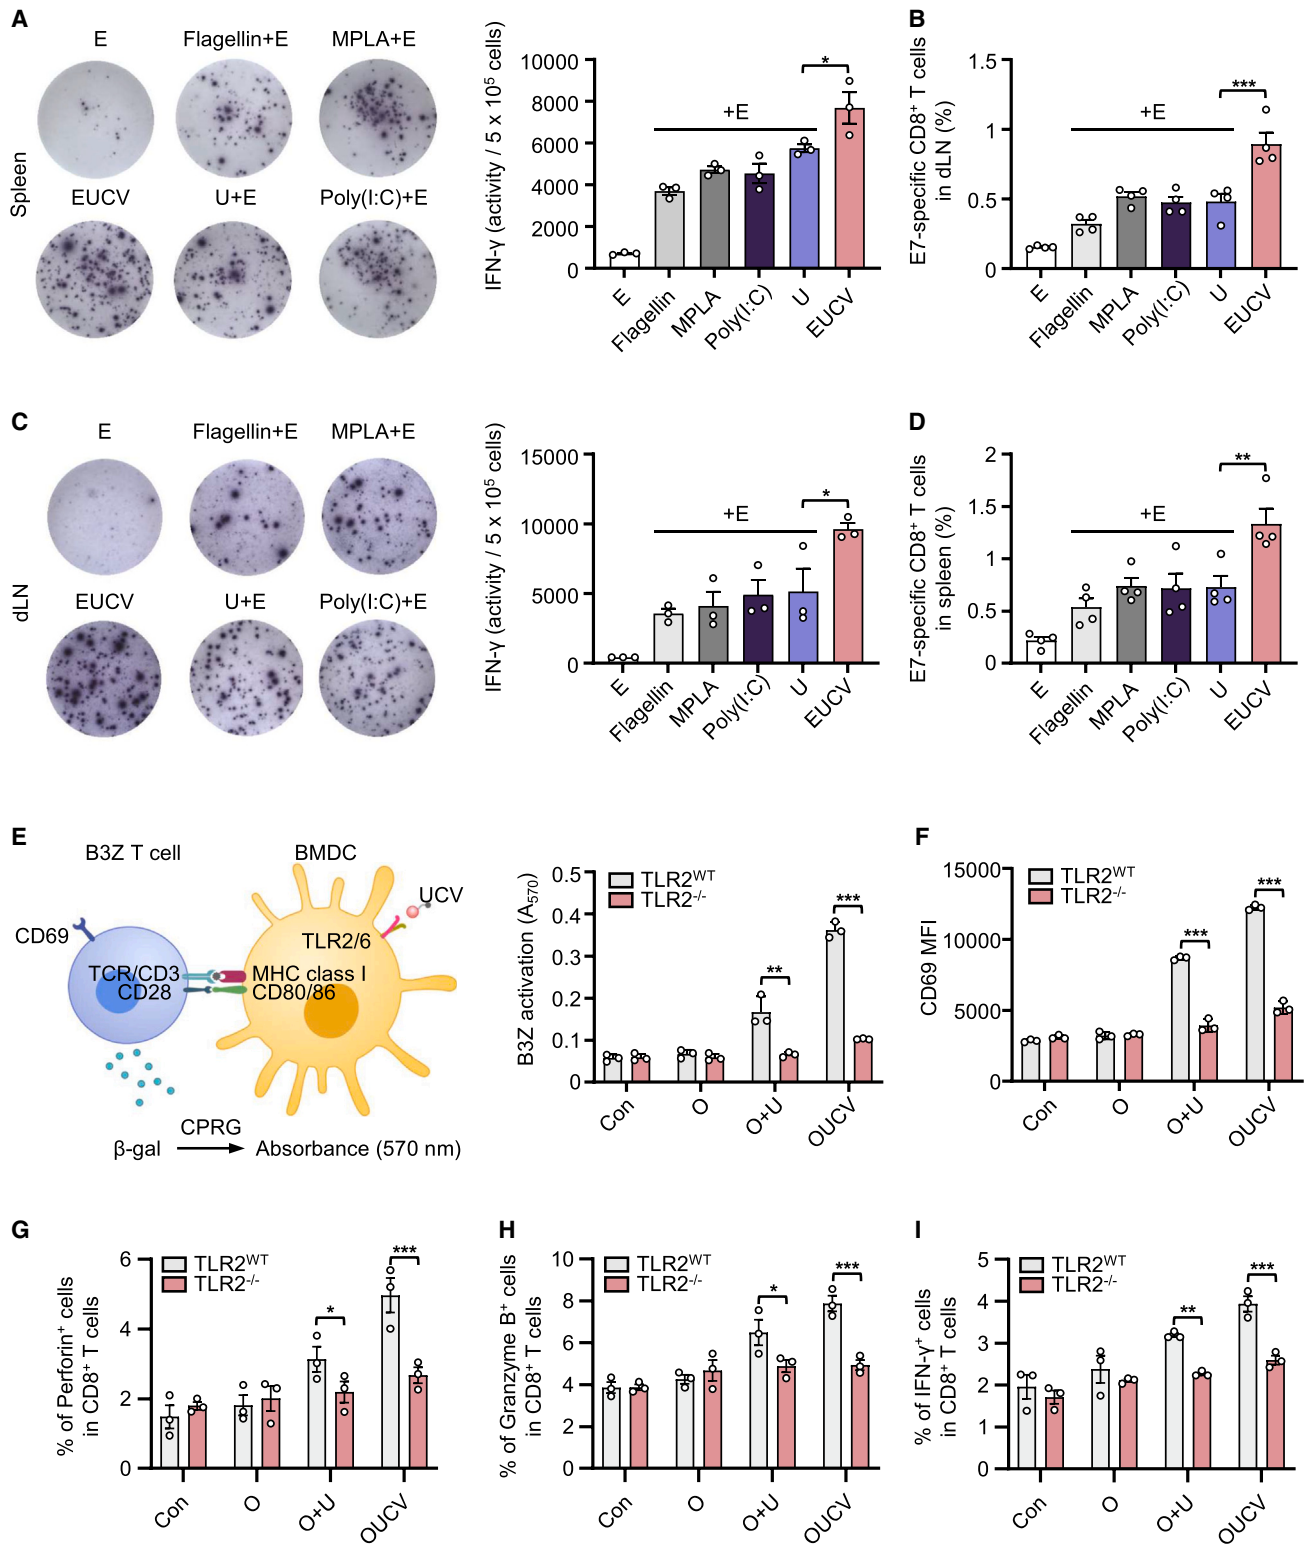 A
Spleen
E
Flagellin+E
MPLA+E
EUCV
U+E
Poly(I:C)+E
IFN-γ (activity / 5 x 10⁵ cells)
10000
8000
6000
4000
2000
0
+E
*
E
Flagellin
MPLA
Poly(I:C)
U
EUCV
B
E7-specific CD8⁺ T cells
in dLN (%)
1.5
1
0.5
0
+E
***
E
Flagellin
MPLA
Poly(I:C)
U
EUCV
C
dLN
E
Flagellin+E
MPLA+E
EUCV
U+E
Poly(I:C)+E
IFN-γ (activity / 5 x 10⁵ cells)
15000
10000
5000
0
+E
*
E
Flagellin
MPLA
Poly(I:C)
U
EUCV
D
E7-specific CD8⁺ T cells
in spleen (%)
2
1.5
1
0.5
0
+E
**
E
Flagellin
MPLA
Poly(I:C)
U
EUCV
E
B3Z T cell
BMDC
UCV
CD69
TLR2/6
TCR/CD3
MHC class I
CD28
CD80/86
CPRG
β-gal
Absorbance (570 nm)
B3Z activation (A₅₇₀)
0.5
0.4
0.3
0.2
0.1
0
TLR2ᵂᵀ
TLR2⁻/⁻
**
***
Con
O
O+U
OUCV
F
CD69 MFI
15000
10000
5000
0
TLR2ᵂᵀ
TLR2⁻/⁻
***
***
Con
O
O+U
OUCV
G
% of Perforin⁺ cells
in CD8⁺ T cells
6
4
2
0
TLR2ᵂᵀ
TLR2⁻/⁻
*
***
Con
O
O+U
OUCV
H
% of Granzyme B⁺ cells
in CD8⁺ T cells
10
8
6
4
2
0
TLR2ᵂᵀ
TLR2⁻/⁻
*
***
Con
O
O+U
OUCV
I
% of IFN-γ⁺ cells
in CD8⁺ T cells
5
4
3
2
1
0
TLR2ᵂᵀ
TLR2⁻/⁻
**
***
Con
O
O+U
OUCV